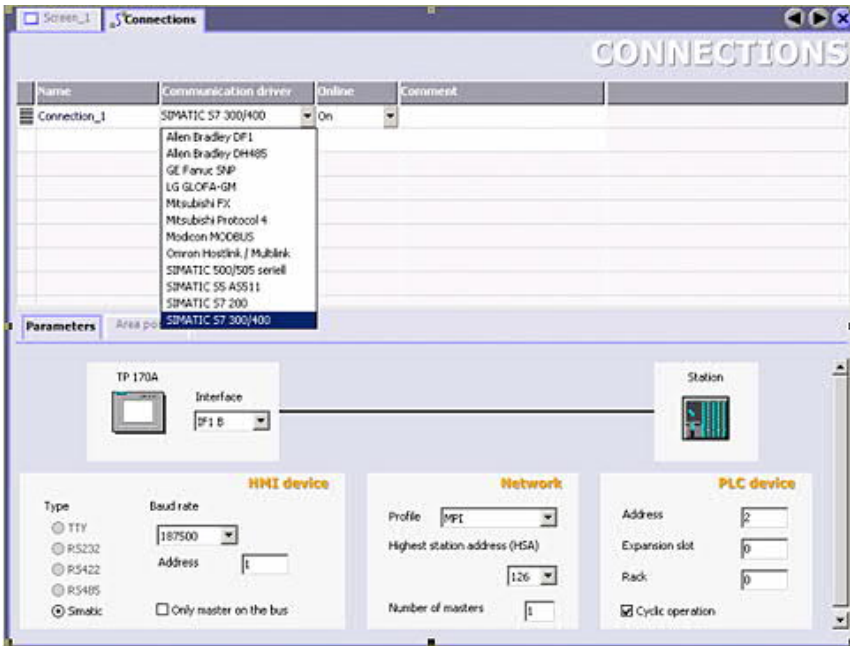 Screen_1 Connections
CONNECTIONS
Name Communication driver Online Comment
Connection_1 SIMATIC S7 300/400 On
Allen Bradley DF1
Allen Bradley DH485
GE Fanuc SNP
LG GLOFA-GM
Mitsubishi FX
Mitsubishi Protocol 4
Modicon MODBUS
Omron Hostlink / Multilink
SIMATIC 500/505 seriell
SIMATIC S5 AS511
SIMATIC S7 200
SIMATIC S7 300/400
Parameters Area po
TP 170A
Interface
IF1 B
Station
HMI device
Type Baud rate
TTY
187500
RS232
Address 1
RS422
RS485
Simatic Only master on the bus
Network
Profile MPI
Highest station address (HSA)
126
Number of masters 1
PLC device
Address 2
Expansion slot 0
Rack 0
Cyclic operation